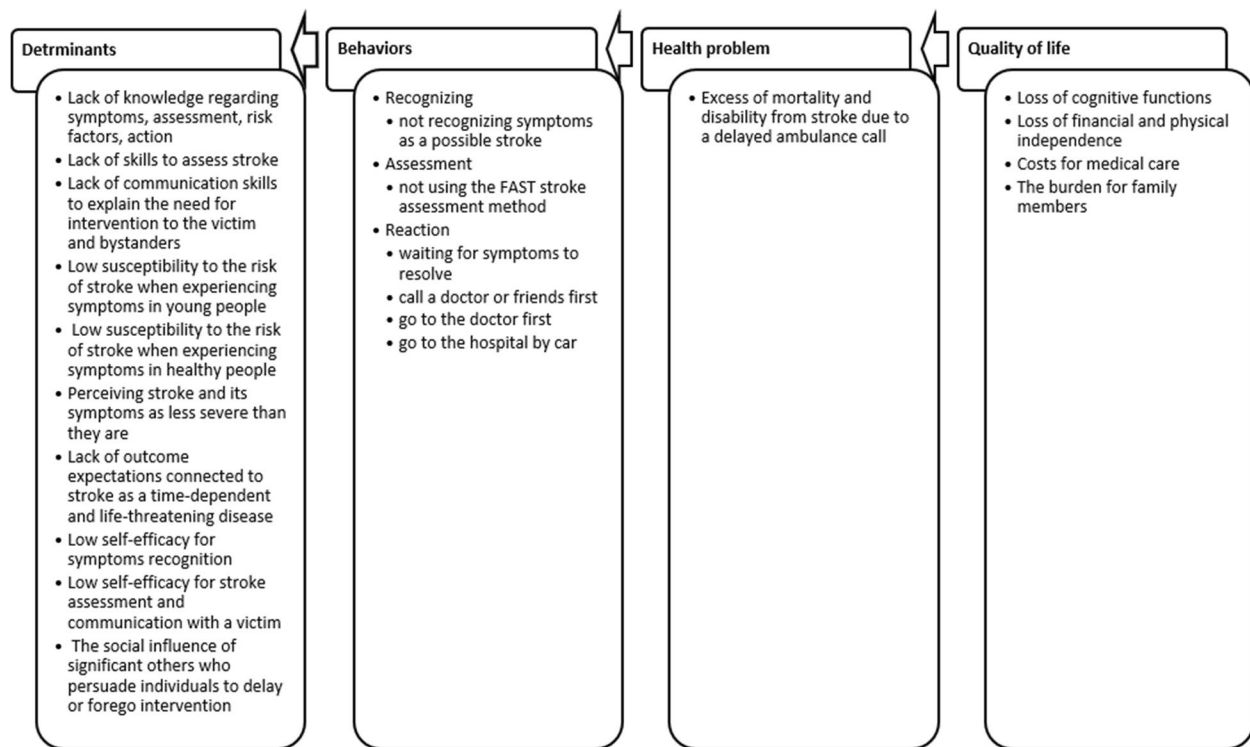 Detrminants
• Lack of knowledge regarding
symptoms, assessment, risk
factors, action
• Lack of skills to assess stroke
• Lack of communication skills
to explain the need for
intervention to the victim
and bystanders
• Low susceptibility to the risk
of stroke when experiencing
symptoms in young people
• Low susceptibility to the risk
of stroke when experiencing
symptoms in healthy people
• Perceiving stroke and its
symptoms as less severe than
they are
• Lack of outcome
expectations connected to
stroke as a time-dependent
and life-threatening disease
• Low self-efficacy for
symptoms recognition
• Low self-efficacy for stroke
assessment and
communication with a victim
• The social influence of
significant others who
persuade individuals to delay
or forego intervention
Behaviors
• Recognizing
• not recognizing symptoms
as a possible stroke
• Assessment
• not using the FAST stroke
assessment method
• Reaction
• waiting for symptoms to
resolve
• call a doctor or friends first
• go to the doctor first
• go to the hospital by car
Health problem
• Excess of mortality and
disability from stroke due to
a delayed ambulance call
Quality of life
• Loss of cognitive functions
• Loss of financial and physical
independence
• Costs for medical care
• The burden for family
members